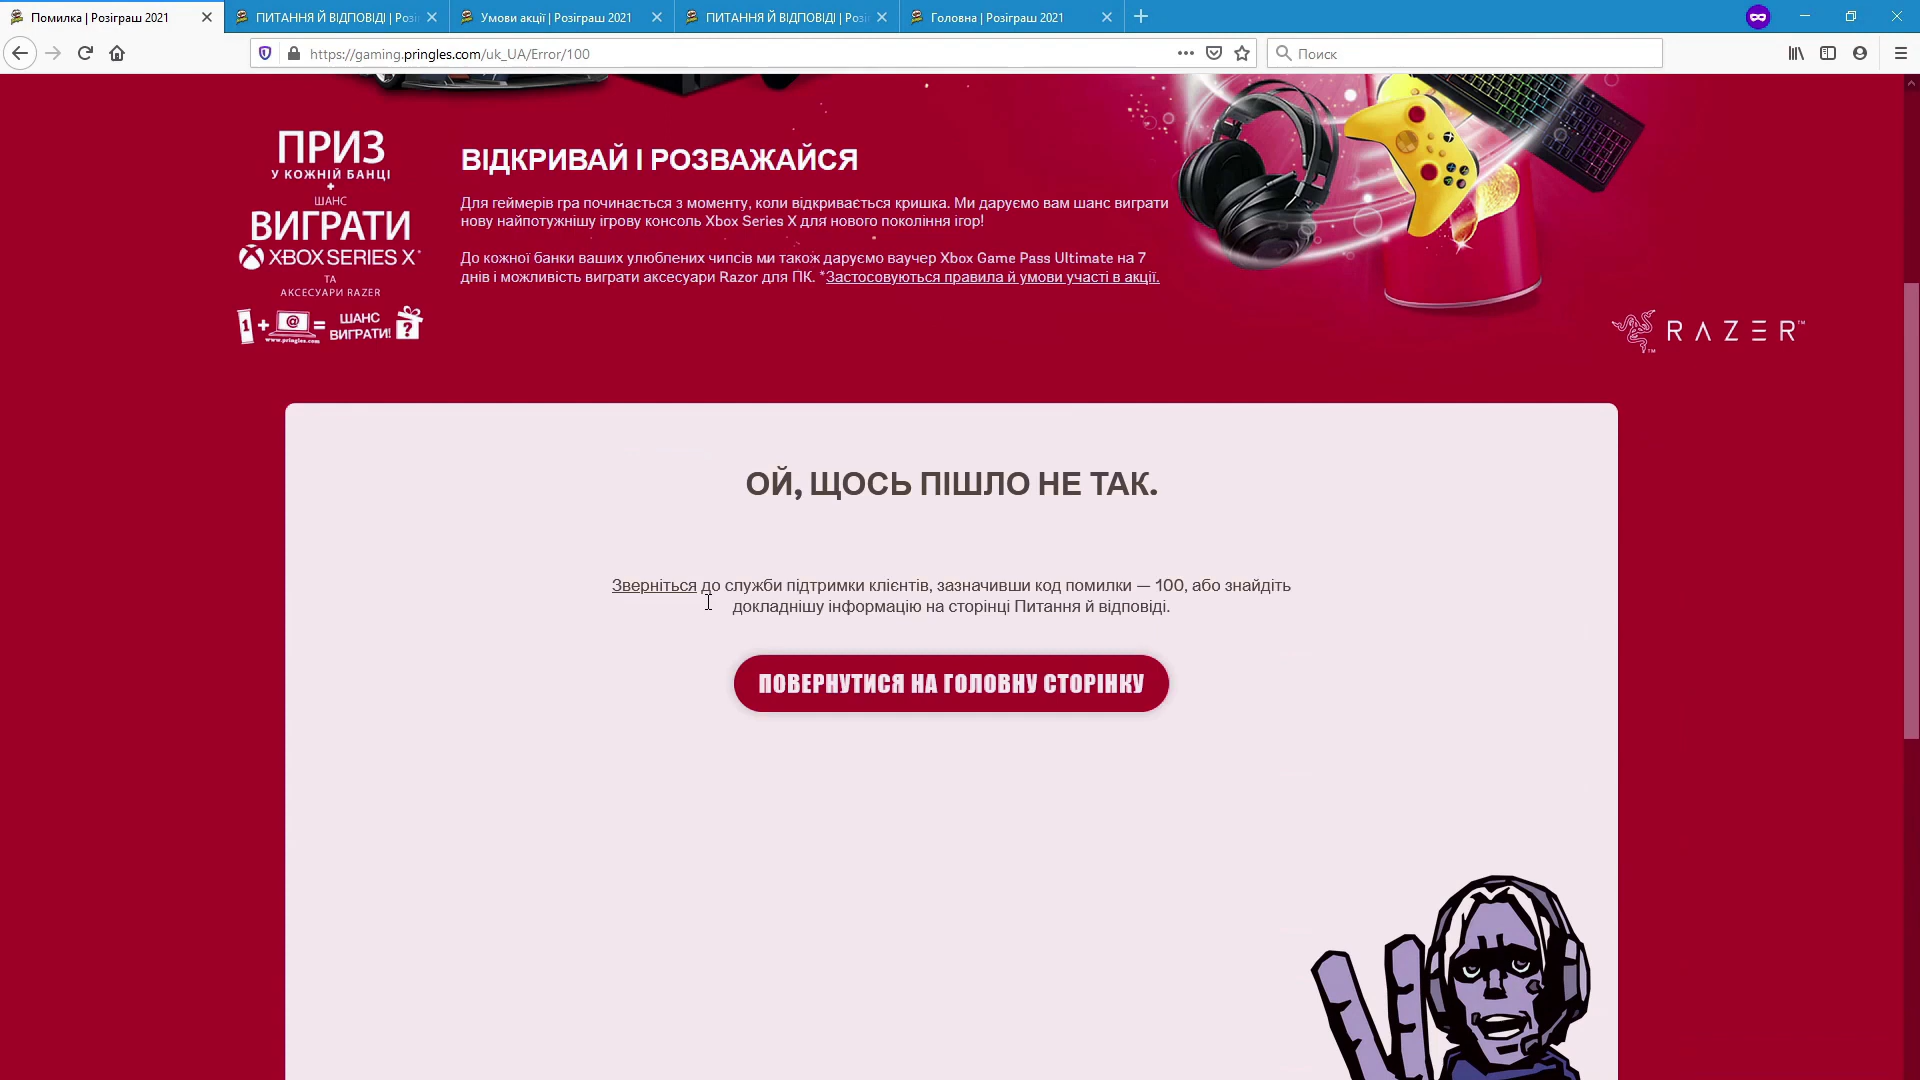 Помилка | Розіграш 2021
ПИТАННЯ Й ВІДПОВІДІ | Розі
Умови акції | Розіграш 2021
ПИТАННЯ Й ВІДПОВІДІ | Розі
Головна | Розіграш 2021
https://gaming.pringles.com/uk_UA/Error/100
Поиск
ПРИЗ
У КОЖНІЙ БАНЦІ
+
ШАНС
ВИГРАТИ
XBOX SERIES X
ТА
АКСЕСУАРИ RAZER
1 + @ = ШАНС
ВИГРАТИ! ?
www.pringles.com
ВІДКРИВАЙ І РОЗВАЖАЙСЯ
Для геймерів гра починається з моменту, коли відкривається кришка. Ми даруємо вам шанс виграти
нову найпотужнішу ігрову консоль Xbox Series X для нового покоління ігор!
До кожної банки ваших улюблених чипсів ми також даруємо ваучер Xbox Game Pass Ultimate на 7
днів і можливість виграти аксесуари Razor для ПК. *Застосовуються правила й умови участі в акції.
RAZER™
ОЙ, ЩОСЬ ПІШЛО НЕ ТАК.
Зверніться до служби підтримки клієнтів, зазначивши код помилки — 100, або знайдіть
докладнішу інформацію на сторінці Питання й відповіді.
ПОВЕРНУТИСЯ НА ГОЛОВНУ СТОРІНКУ